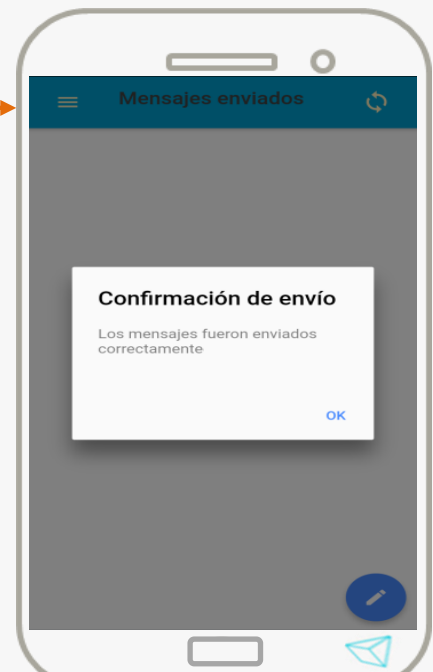 Mensajes enviados
Confirmación de envío
Los mensajes fueron enviados
correctamente
OK